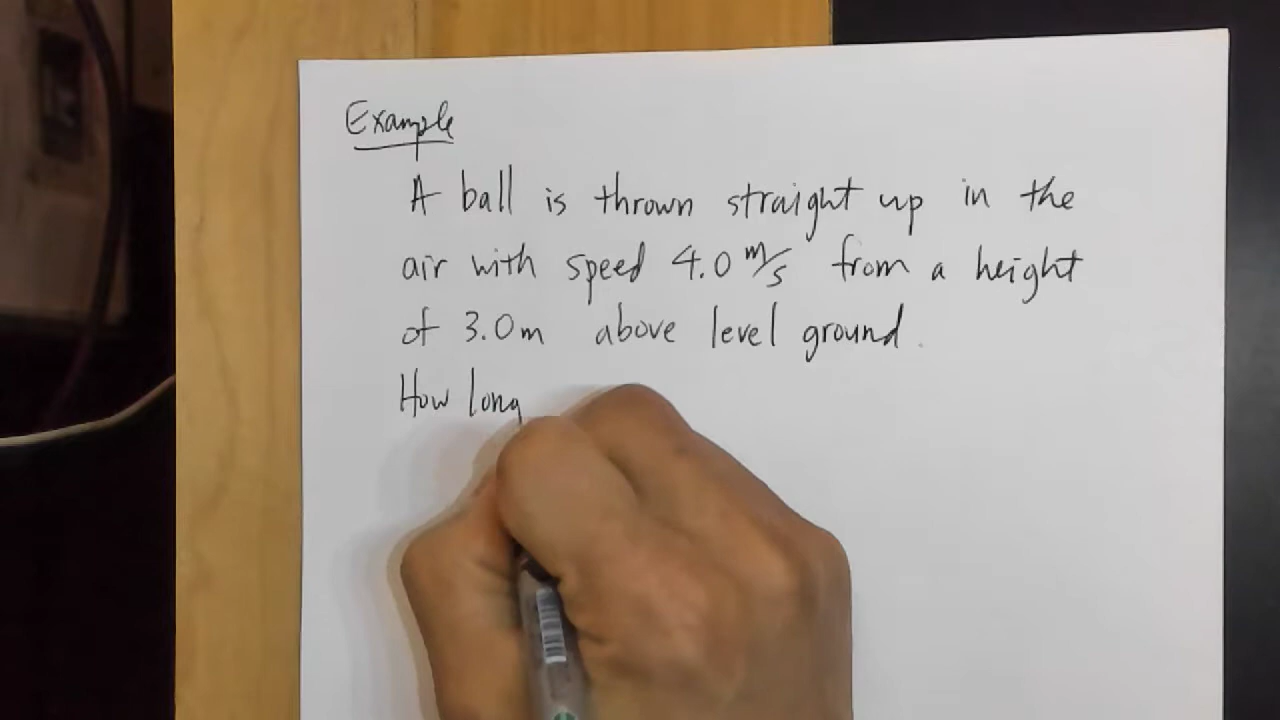 Example
A ball is thrown straight up in the
air with speed 4.0 m/s from a height
of 3.0m above level ground.
How long